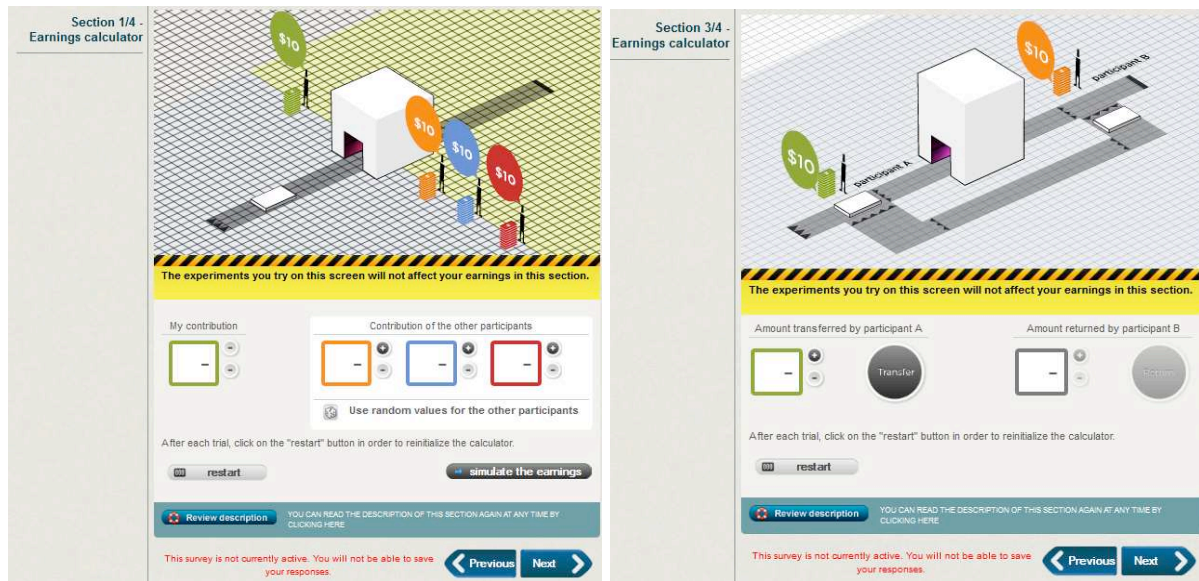 Section 1/4 -
Earnings calculator
$10
$10
$10
$10
The experiments you try on this screen will not affect your earnings in this section.
My contribution
Contribution of the other participants
-
-
-
-
Use random values for the other participants
After each trial, click on the "restart" button in order to reinitialize the calculator.
restart
simulate the earnings
Review description
YOU CAN READ THE DESCRIPTION OF THIS SECTION AGAIN AT ANY TIME BY
CLICKING HERE
This survey is not currently active. You will not be able to save
your responses.
Previous
Next
Section 3/4 -
Earnings calculator
$10
participant B
$10
participant A
The experiments you try on this screen will not affect your earnings in this section.
Amount transferred by participant A
Amount returned by participant B
-
Transfer
-
Return
After each trial, click on the "restart" button in order to reinitialize the calculator.
restart
Review description
YOU CAN READ THE DESCRIPTION OF THIS SECTION AGAIN AT ANY TIME BY
CLICKING HERE
This survey is not currently active. You will not be able to save
your responses.
Previous
Next